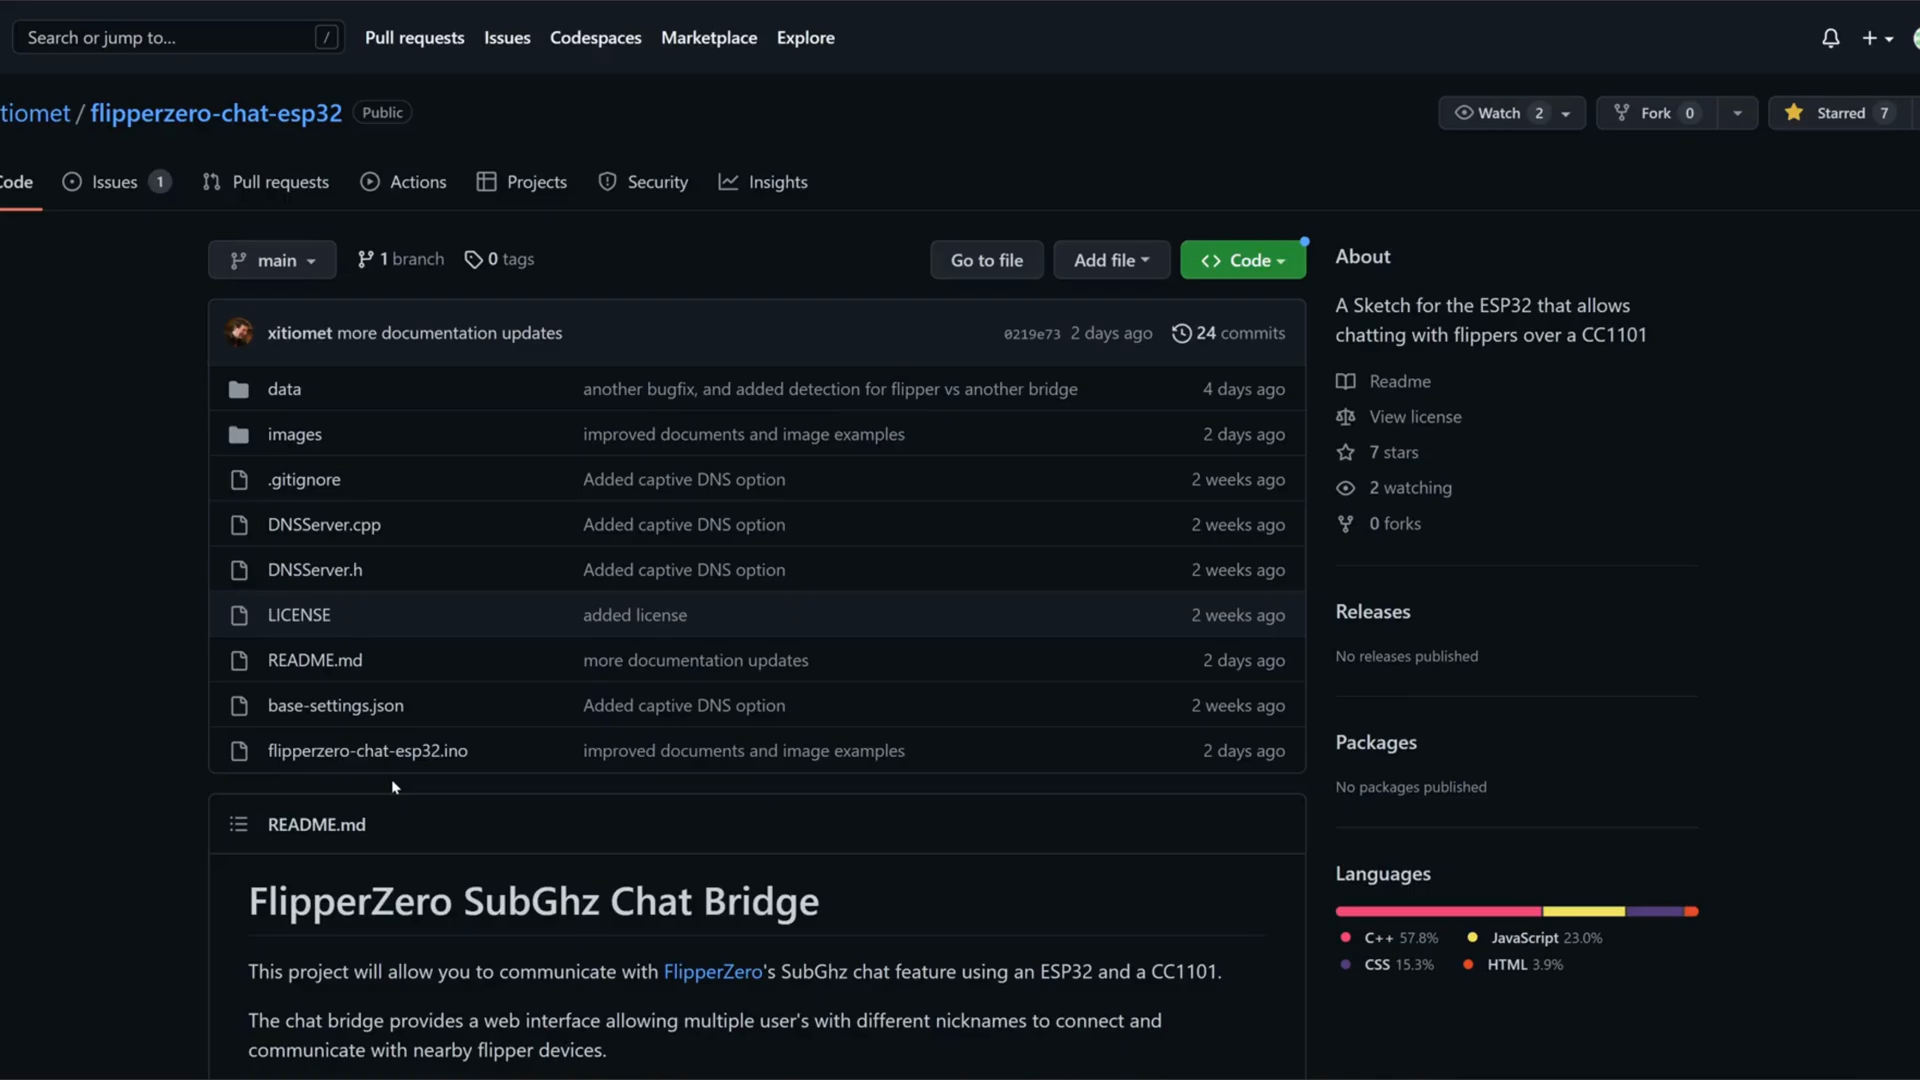 Search or jump to... /
Pull requests Issues Codespaces Marketplace Explore
tiomet / flipperzero-chat-esp32 Public
Watch 2 Fork 0 Starred 7
Code Issues 1 Pull requests Actions Projects Security Insights
main 1 branch 0 tags Go to file Add file <> Code
xitiomet more documentation updates 0219e73 2 days ago 24 commits
data another bugfix, and added detection for flipper vs another bridge 4 days ago
images improved documents and image examples 2 days ago
.gitignore Added captive DNS option 2 weeks ago
DNSServer.cpp Added captive DNS option 2 weeks ago
DNSServer.h Added captive DNS option 2 weeks ago
LICENSE added license 2 weeks ago
README.md more documentation updates 2 days ago
base-settings.json Added captive DNS option 2 weeks ago
flipperzero-chat-esp32.ino improved documents and image examples 2 days ago
README.md
FlipperZero SubGhz Chat Bridge
This project will allow you to communicate with FlipperZero's SubGhz chat feature using an ESP32 and a CC1101.
The chat bridge provides a web interface allowing multiple user's with different nicknames to connect and
communicate with nearby flipper devices.
About
A Sketch for the ESP32 that allows
chatting with flippers over a CC1101
Readme
View license
7 stars
2 watching
0 forks
Releases
No releases published
Packages
No packages published
Languages
C++ 57.8% JavaScript 23.0%
CSS 15.3% HTML 3.9%